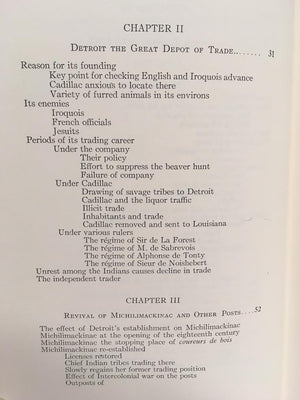 CHAPTER II
DETROIT THE GREAT DEPOT OF TRADE......... 31
Reason for its founding
Key point for checking English and Iroquois advance
Cadillac anxious to locate there
Variety of furred animals in its environs
Its enemies
Iroquois
French officials
Jesuits
Periods of its trading career
Under the company
Their policy
Effort to suppress the beaver hunt
Failure of company
Under Cadillac
Drawing of savage tribes to Detroit
Cadillac and the liquor traffic
Illicit trade
Inhabitants and trade
Cadillac removed and sent to Louisiana
Under various rulers
The régime of Sir de La Forest
The régime of M. de Sabrevois
The régime of Alphonse de Tonty
The régime of Sieur de Noishebert
Unrest among the Indians causes decline in trade
The independent trader
CHAPTER III
REVIVAL OF MICHILIMACKINAC AND OTHER POSTS.... 52
The effect of Detroit's establishment on Michilimackinac
Michilimackinac at the opening of the eighteenth century
Michilimackinac the stopping place of coureurs de bois
Michilimackinac re-established
Licenses restored
Chief Indian tribes trading there
Slowly regains her former trading position
Effect of Intercolonial war on the posts
Outposts of